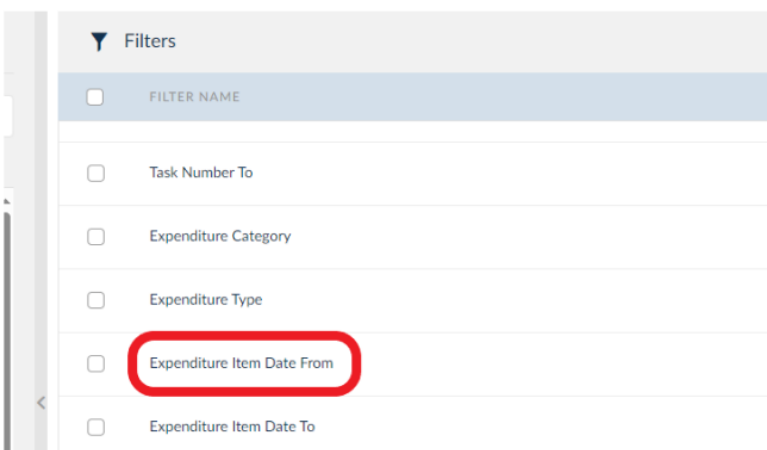 Filters
FILTER NAME
Task Number To
Expenditure Category
Expenditure Type
Expenditure Item Date From
Expenditure Item Date To